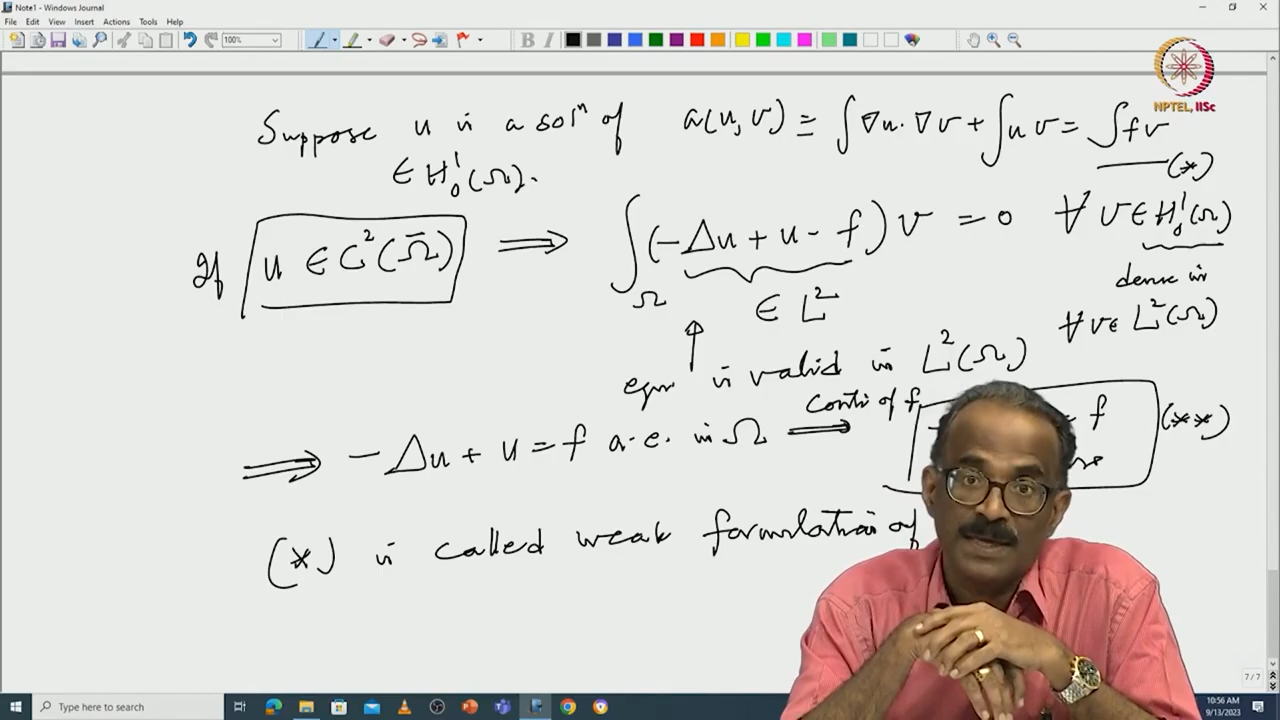 Note1 - Windows Journal
File Edit View Insert Actions Tools Help
100%
NPTEL, IISc
Suppose u is a solⁿ of a(u,v) ≅ ∫∇u·∇v + ∫u v = ∫fv
∈ H¹₀(Ω). (*)
If u ∈ C²(Ω̄) ⟹ ∫_Ω (-Δu + u - f) v = 0 ∀ v ∈ H¹₀(Ω)
∈ L² dense in
∀ v ∈ L²(Ω)
eqn is valid in L²(Ω)
⟹ -Δu + u = f a.e. in Ω ⟹ conti of f = f (**)
(*) is called weak formulation of
7/7
Type here to search
10:56 AM
9/13/2023